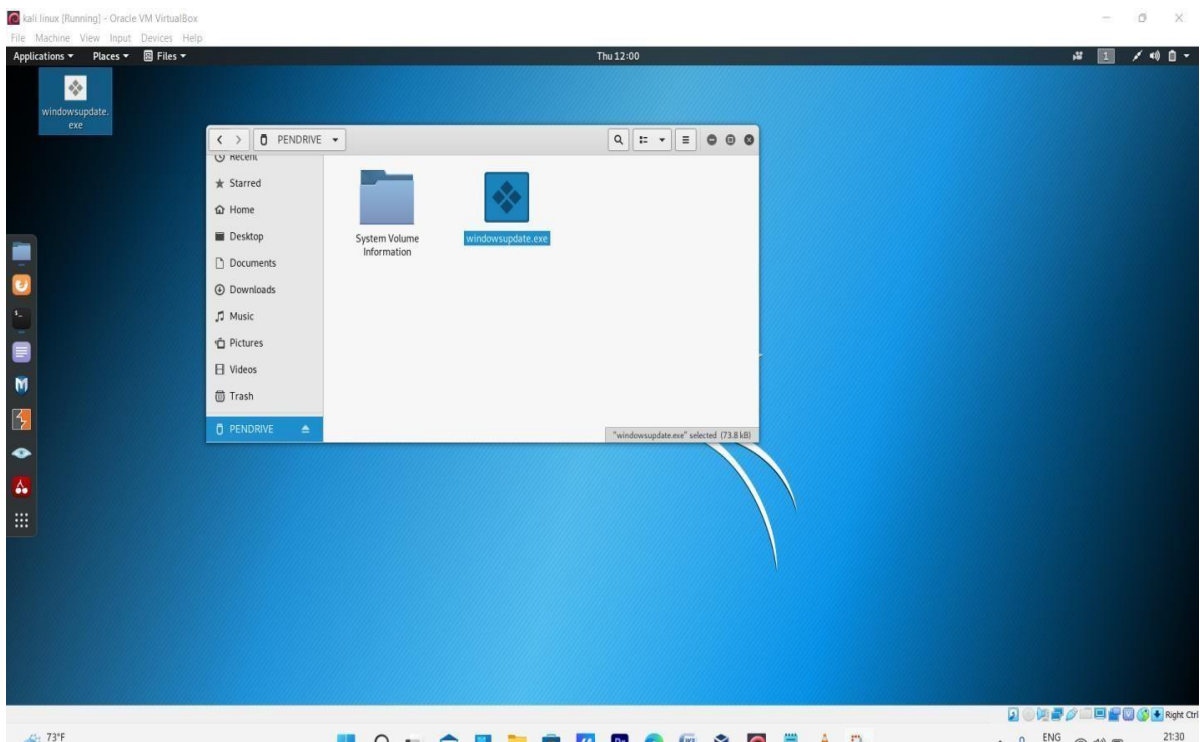 kali linux [Running] - Oracle VM VirtualBox
File Machine View Input Devices Help
Applications Places Files Thu 12:00 1
windowsupdate.
exe
PENDRIVE
Recent
Starred
Home
Desktop
Documents
Downloads
Music
Pictures
Videos
Trash
PENDRIVE
System Volume
Information
windowsupdate.exe
"windowsupdate.exe" selected (73.8 kB)
Right Ctrl
73°F
ENG
21:30